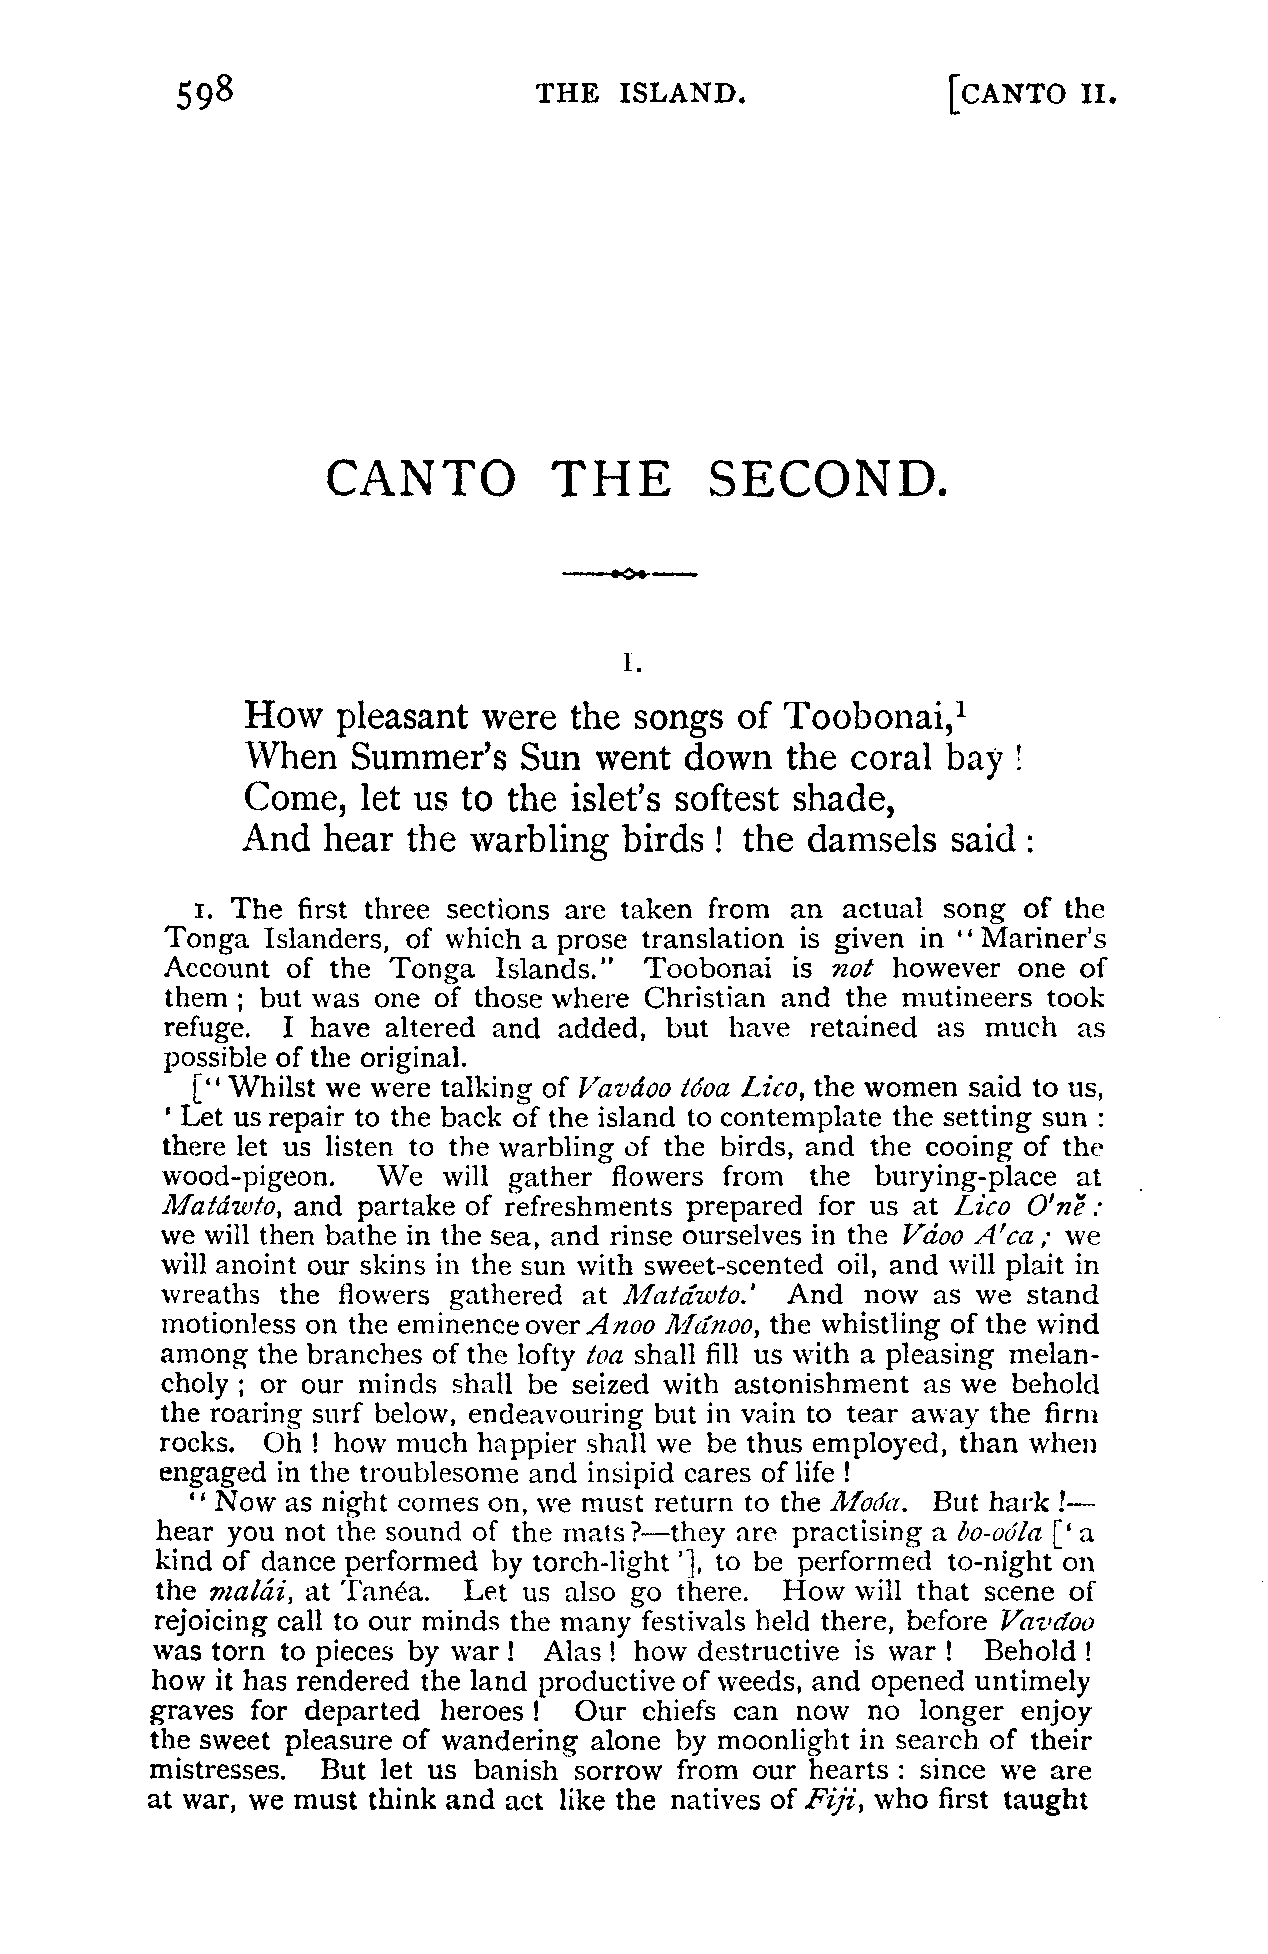 598 THE ISLAND. [CANTO II.
CANTO THE SECOND.
I.
How pleasant were the songs of Toobonai,¹
When Summer's Sun went down the coral bay !
Come, let us to the islet's softest shade,
And hear the warbling birds ! the damsels said :
1. The first three sections are taken from an actual song of the
Tonga Islanders, of which a prose translation is given in "Mariner's
Account of the Tonga Islands." Toobonai is not however one of
them ; but was one of those where Christian and the mutineers took
refuge. I have altered and added, but have retained as much as
possible of the original.
["Whilst we were talking of Vaváoo tóoa Lico, the women said to us,
'Let us repair to the back of the island to contemplate the setting sun :
there let us listen to the warbling of the birds, and the cooing of the
wood-pigeon. We will gather flowers from the burying-place at
Matáwto, and partake of refreshments prepared for us at Lico O'nĕ :
we will then bathe in the sea, and rinse ourselves in the Váoo A'ca ; we
will anoint our skins in the sun with sweet-scented oil, and will plait in
wreaths the flowers gathered at Matáwto.' And now as we stand
motionless on the eminence over Anoo Mánoo, the whistling of the wind
among the branches of the lofty toa shall fill us with a pleasing melan-
choly ; or our minds shall be seized with astonishment as we behold
the roaring surf below, endeavouring but in vain to tear away the firm
rocks. Oh ! how much happier shall we be thus employed, than when
engaged in the troublesome and insipid cares of life !
"Now as night comes on, we must return to the Moóa. But hark !—
hear you not the sound of the mats?—they are practising a bo-oóla ['a
kind of dance performed by torch-light '], to be performed to-night on
the malái, at Tanéa. Let us also go there. How will that scene of
rejoicing call to our minds the many festivals held there, before Vavdoo
was torn to pieces by war ! Alas ! how destructive is war ! Behold !
how it has rendered the land productive of weeds, and opened untimely
graves for departed heroes ! Our chiefs can now no longer enjoy
the sweet pleasure of wandering alone by moonlight in search of their
mistresses. But let us banish sorrow from our hearts : since we are
at war, we must think and act like the natives of Fiji, who first taught